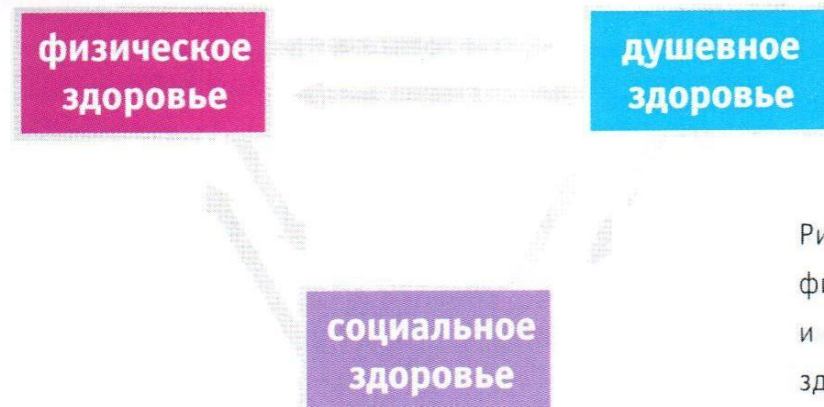 физическое
здоровье
душевное
здоровье
социальное
здоровье
и